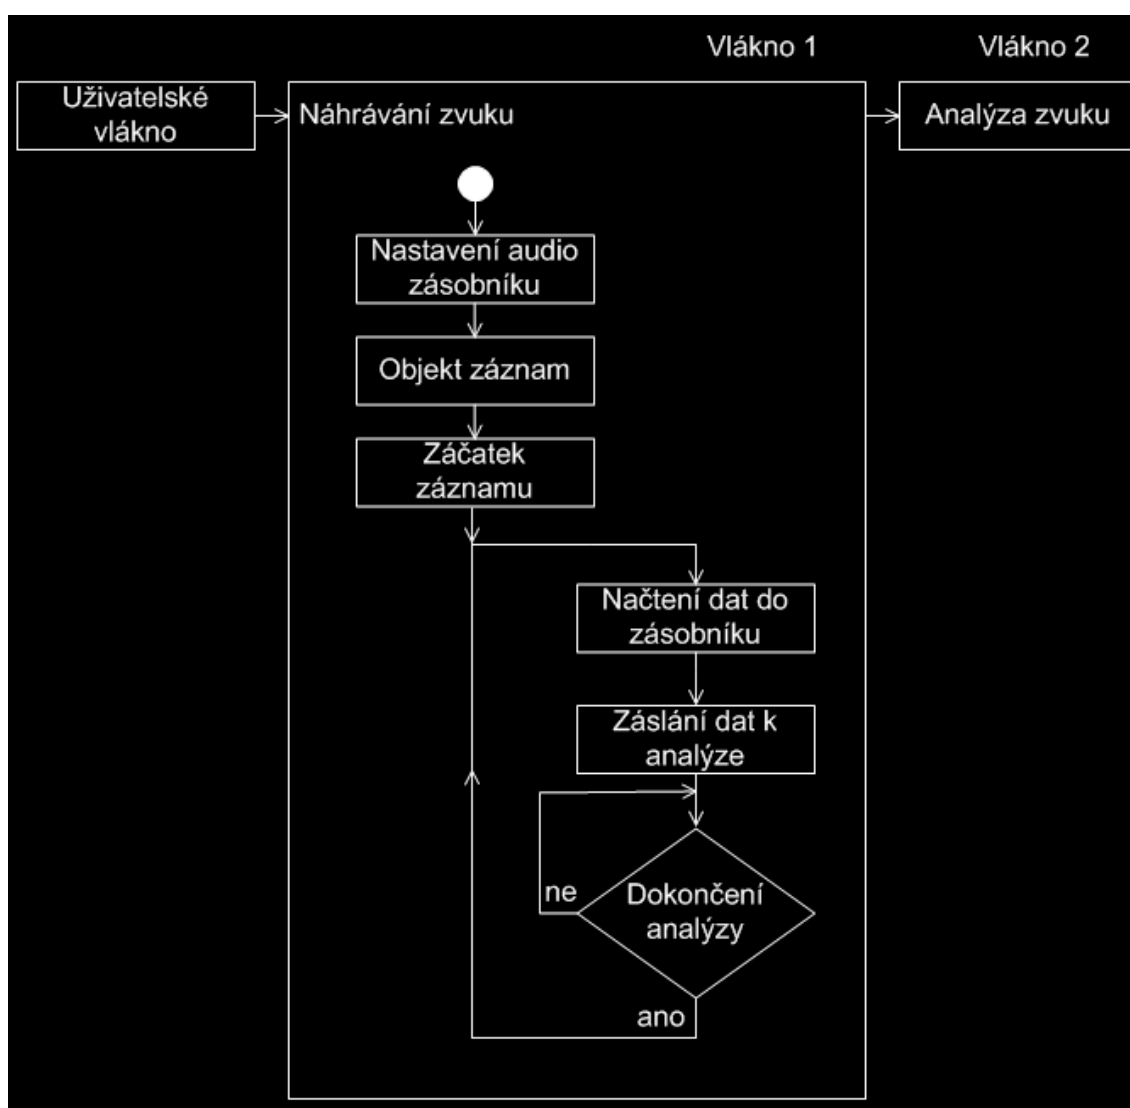 Vlákno 1
Vlákno 2
Uživatelské
vlákno
Náhrávání zvuku
Analýza zvuku
Nastavení audio
zásobníku
Objekt záznam
Záčatek
záznamu
Načtení dat do
zásobníku
Záslání dat k
analýze
ne
Dokončení
analýzy
ano